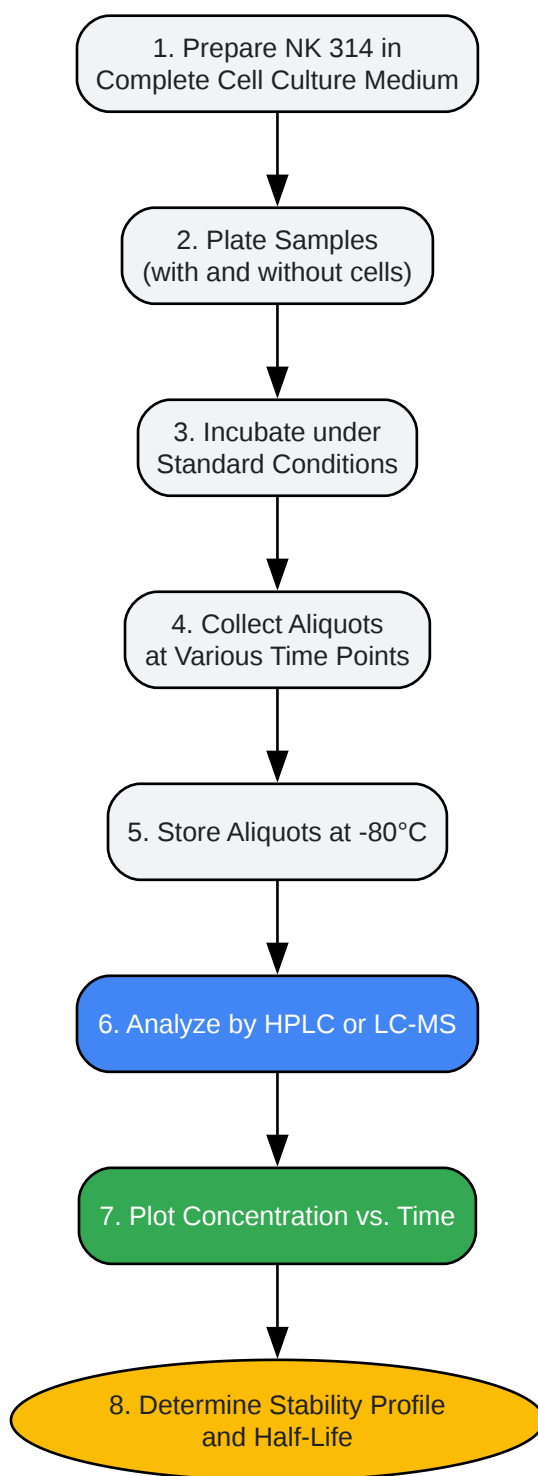 1. Prepare NK 314 in
Complete Cell Culture Medium
2. Plate Samples
(with and without cells)
3. Incubate under
Standard Conditions
4. Collect Aliquots
at Various Time Points
5. Store Aliquots at -80°C
6. Analyze by HPLC or LC-MS
7. Plot Concentration vs. Time
8. Determine Stability Profile
and Half-Life